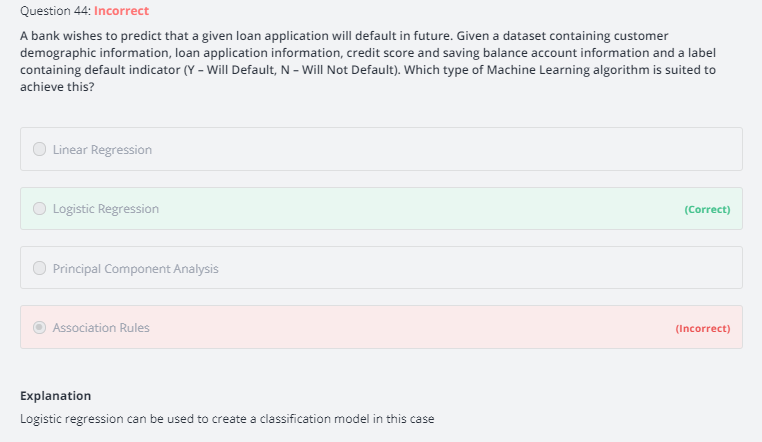 Question 44: Incorrect
A bank wishes to predict that a given loan application will default in future. Given a dataset containing customer
demographic information, loan application information, credit score and saving balance account information and a label
containing default indicator (Y – Will Default, N – Will Not Default). Which type of Machine Learning algorithm is suited to
achieve this?
Linear Regression
Logistic Regression (Correct)
Principal Component Analysis
Association Rules (Incorrect)
Explanation
Logistic regression can be used to create a classification model in this case